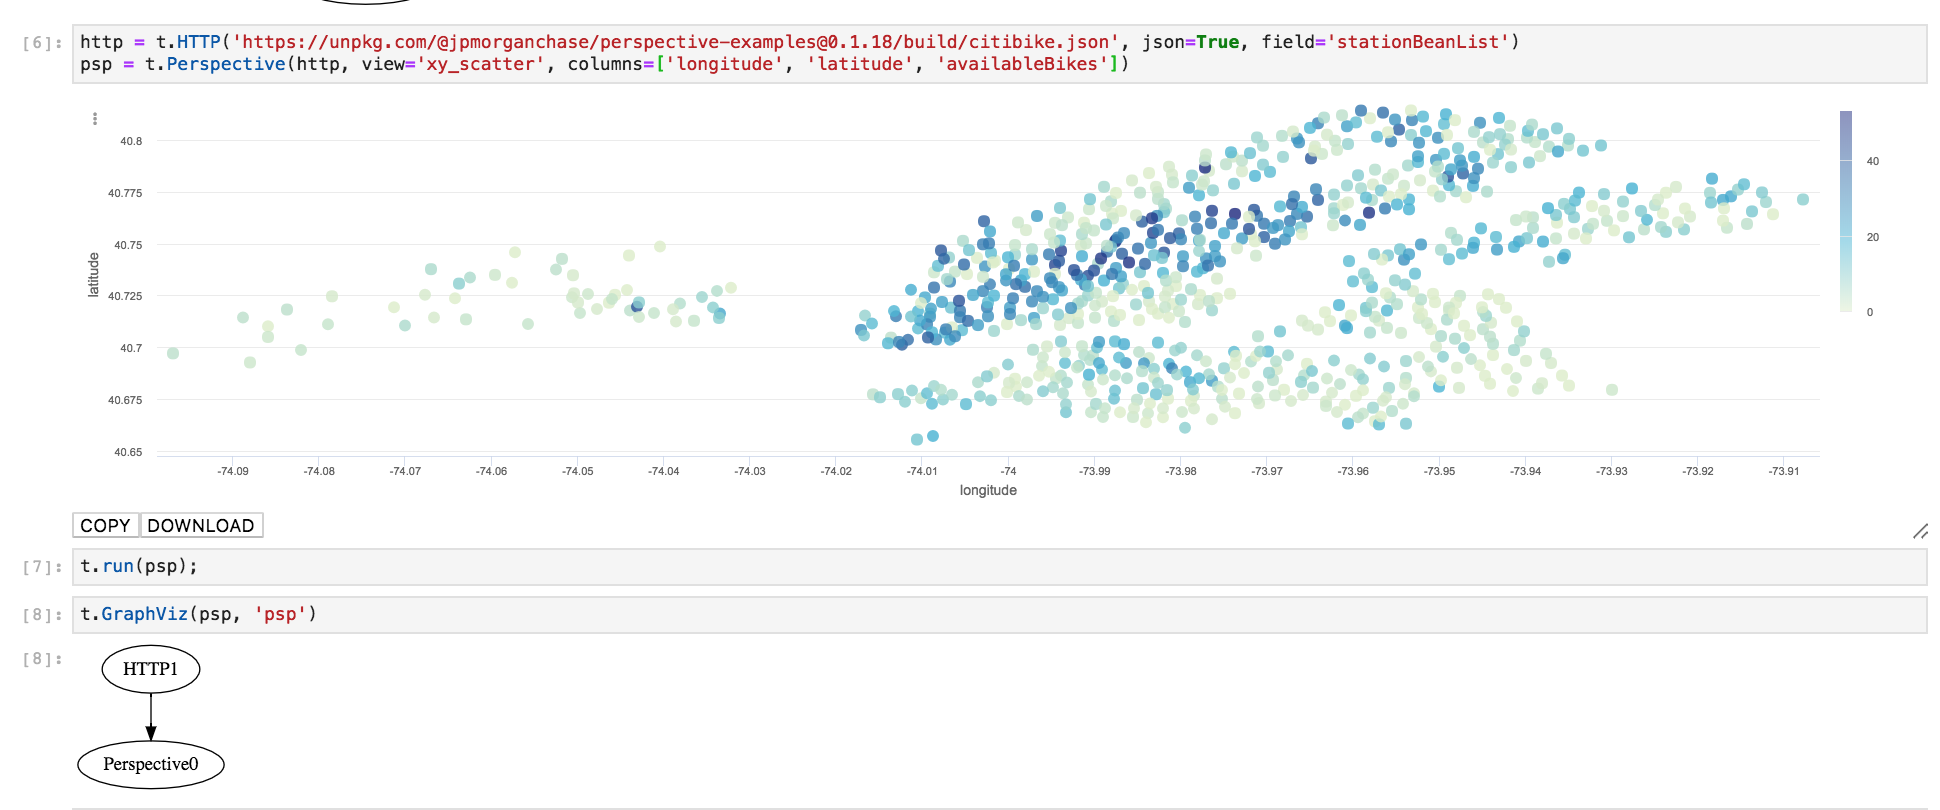 [6]:
http = t.HTTP('https://unpkg.com/@jpmorganchase/perspective-examples@0.1.18/build/citibike.json', json=True, field='stationBeanList')
psp = t.Perspective(http, view='xy_scatter', columns=['longitude', 'latitude', 'availableBikes'])
40.8
40.775
40.75
40.725
40.7
40.675
40.65
latitude
-74.09 -74.08 -74.07 -74.06 -74.05 -74.04 -74.03 -74.02 -74.01 -74 -73.99 -73.98 -73.97 -73.96 -73.95 -73.94 -73.93 -73.92 -73.91
longitude
40
20
0
COPY DOWNLOAD
[7]:
t.run(psp);
[8]:
t.GraphViz(psp, 'psp')
[8]:
HTTP1
Perspective0